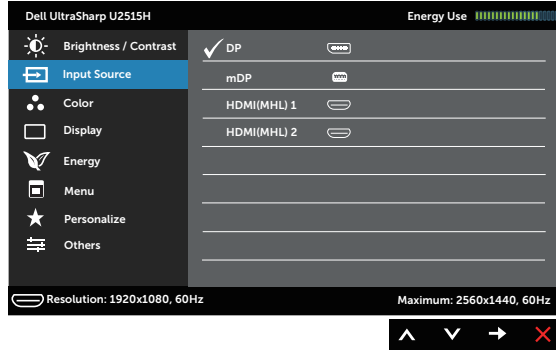 Dell UltraSharp U2515H Energy Use
Brightness / Contrast
Input Source
Color
Display
Energy
Menu
Personalize
Others
DP
mDP
HDMI(MHL) 1
HDMI(MHL) 2
Resolution: 1920x1080, 60Hz Maximum: 2560x1440, 60Hz